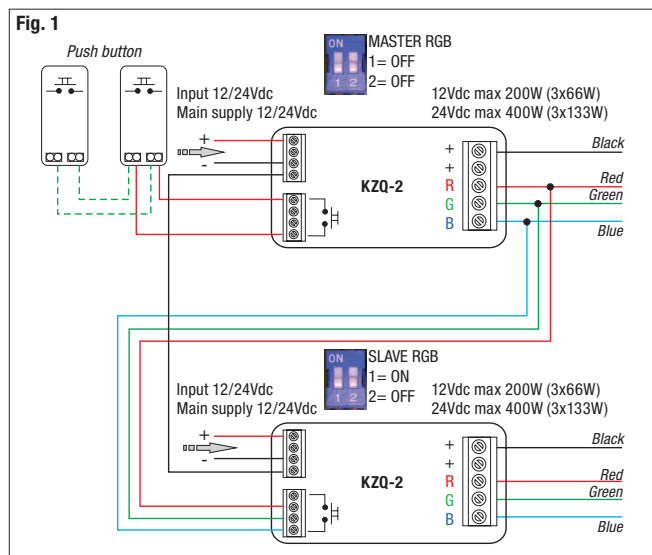 Fig. 1
Push button
ON
1 2
MASTER RGB
1= OFF
2= OFF
Input 12/24Vdc
Main supply 12/24Vdc
12Vdc max 200W (3x66W)
24Vdc max 400W (3x133W)
+
-
KZQ-2
+
+
R
G
B
Black
Red
Green
Blue
ON
1 2
SLAVE RGB
1= ON
2= OFF
Input 12/24Vdc
Main supply 12/24Vdc
12Vdc max 200W (3x66W)
24Vdc max 400W (3x133W)
+
-
KZQ-2
+
+
R
G
B
Black
Red
Green
Blue